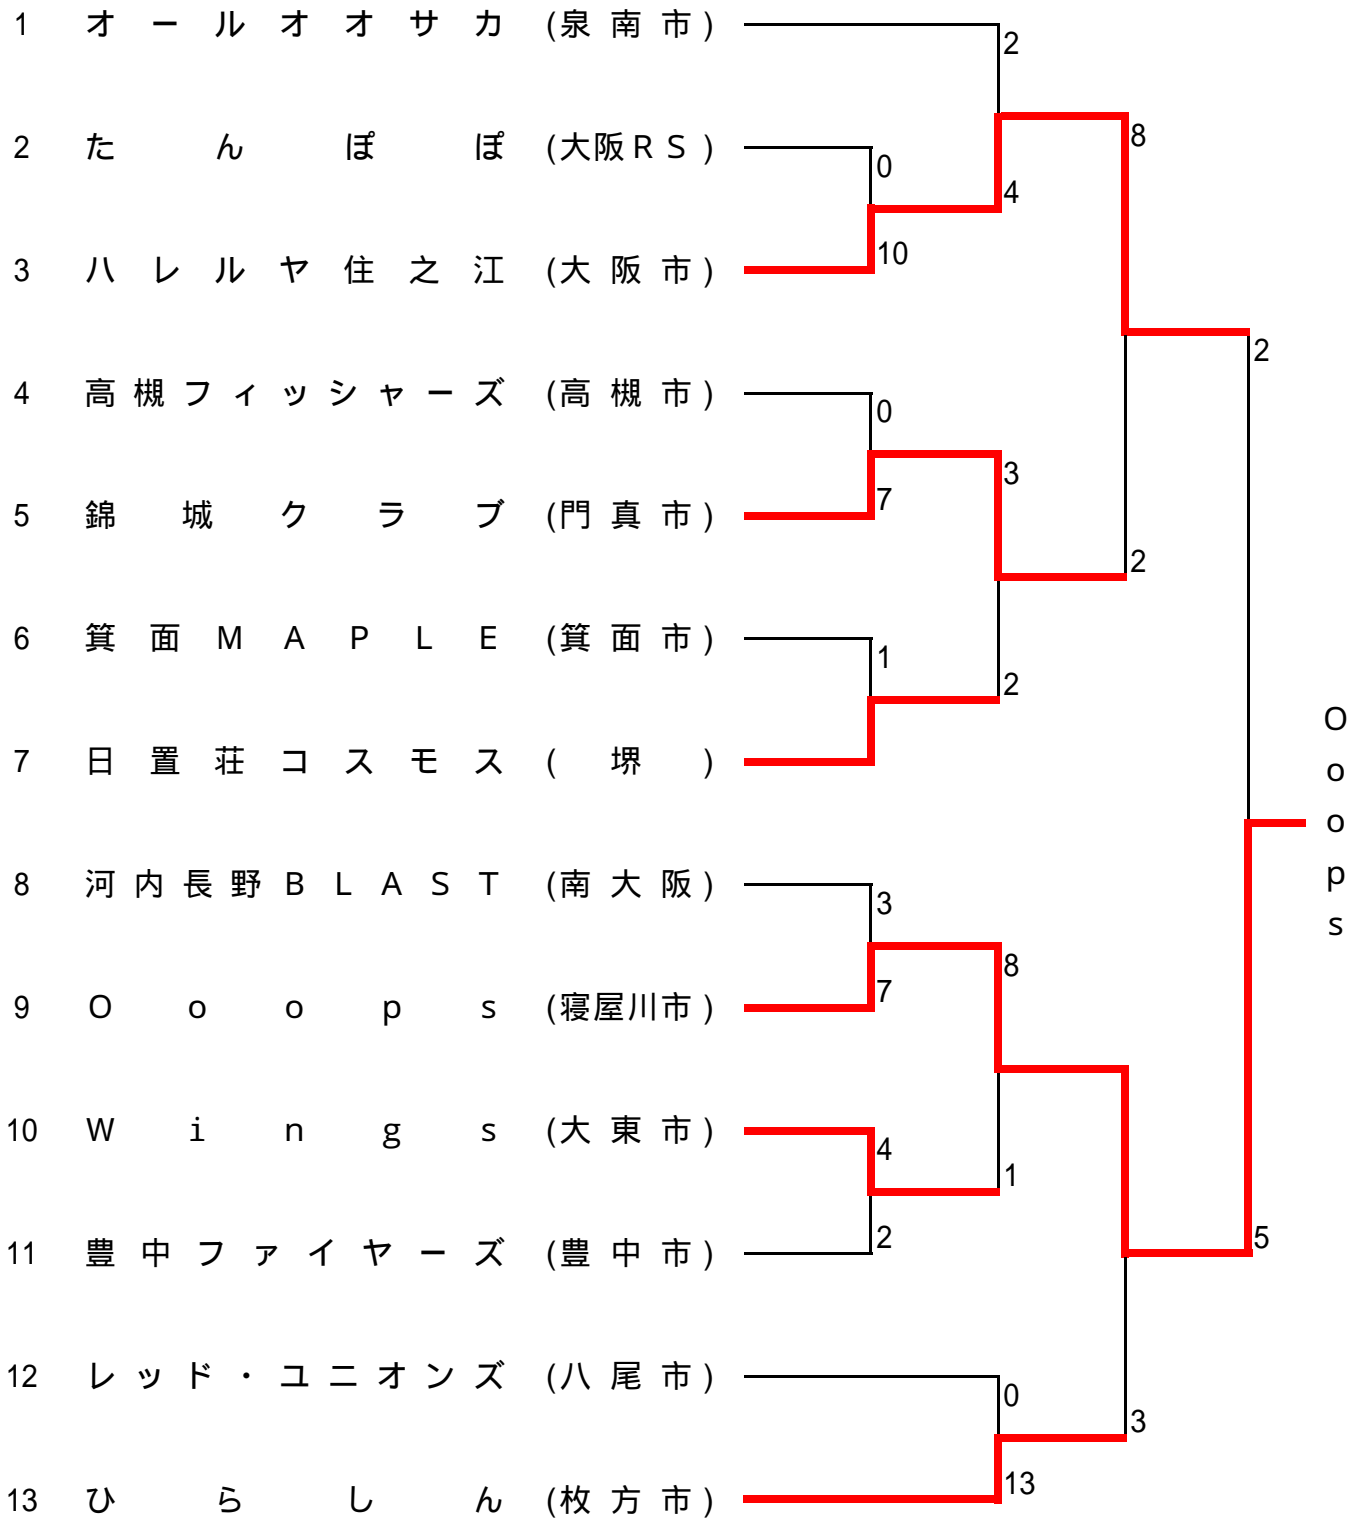 1 オールオオサカ (泉南市)
2
2 たんぽぽ (大阪RS)
0
8
4
10
3 ハレルヤ住之江 (大阪市)
2
4 高槻フィッシャーズ (高槻市)
0
3
7
5 錦城クラブ (門真市)
2
6 箕面MAPLE (箕面市)
1
2
7 日置荘コスモス (堺)
Ooops
8 河内長野BLAST (南大阪)
3
8
7
9 Ooops (寝屋川市)
10 Wings (大東市)
4
1
2
5
11 豊中ファイヤーズ (豊中市)
12 レッド・ユニオンズ (八尾市)
0
3
13
13 ひらしん (枚方市)